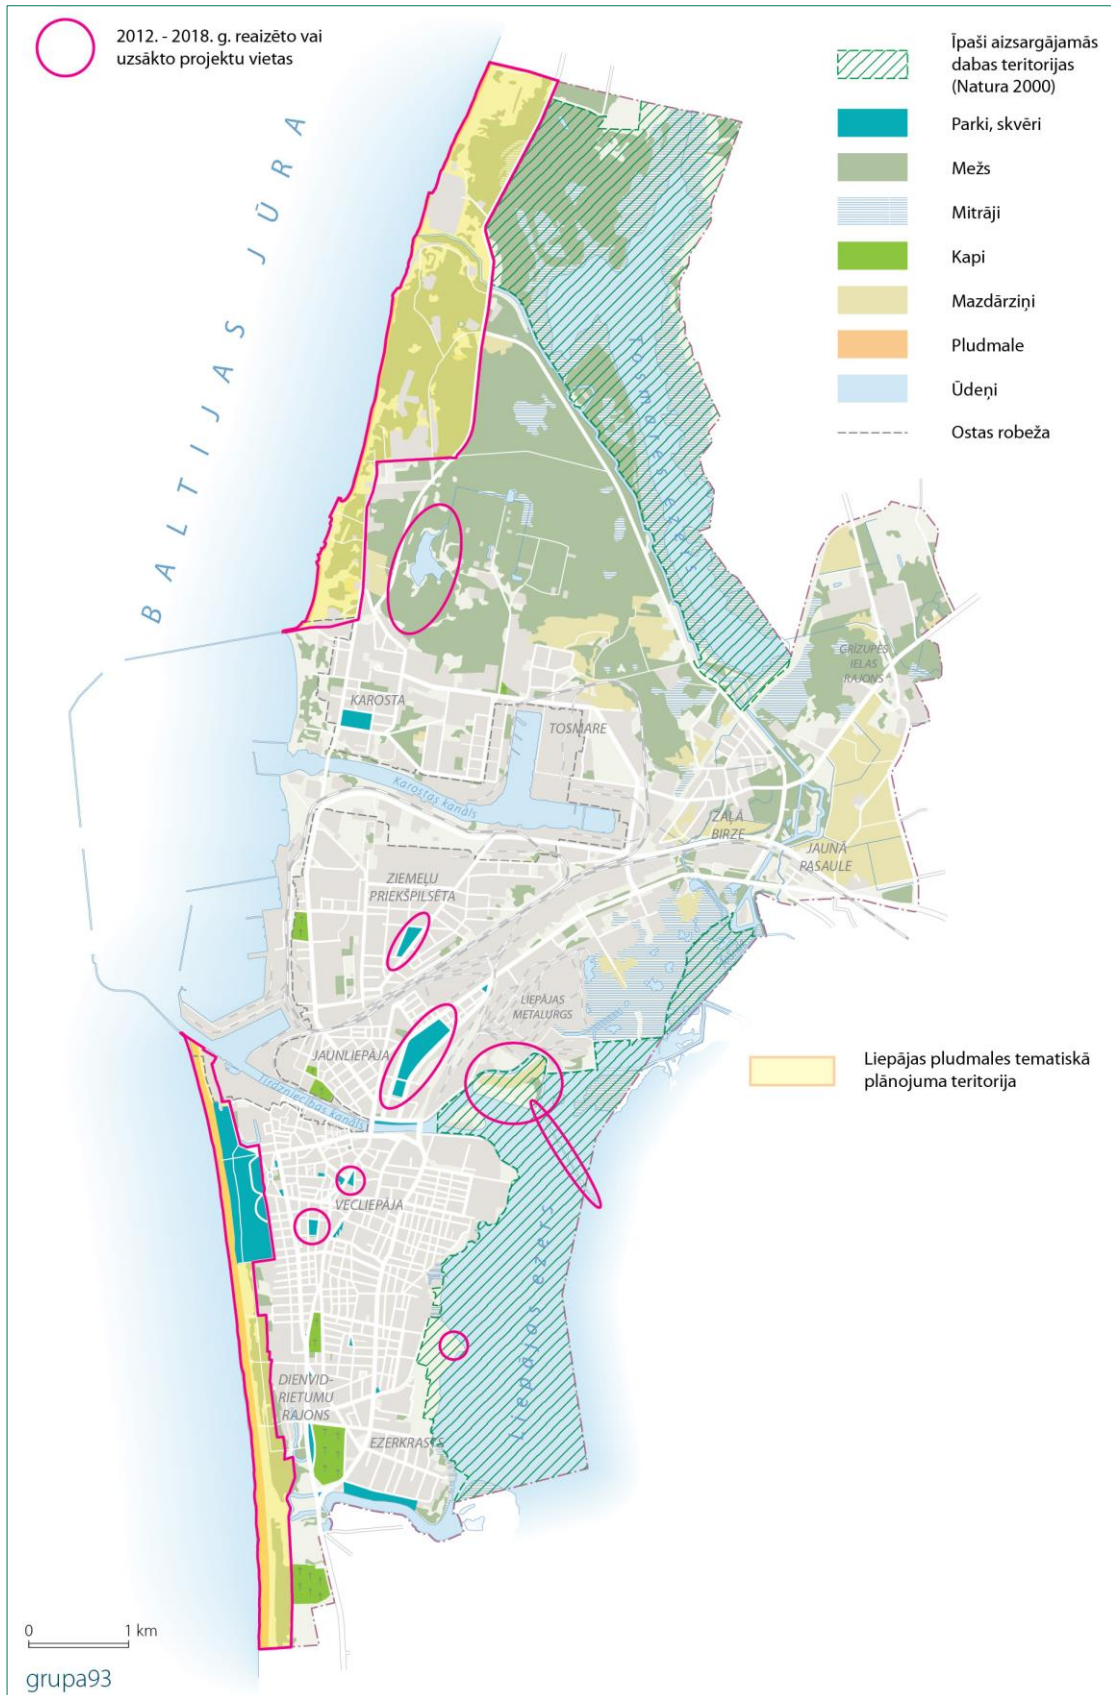 2012. - 2018. g. reaizēto vai
uzsākto projektu vietas
Īpaši aizsargājamās
dabas teritorijas
(Natura 2000)
Parki, skvēri
Mežs
Mitrāji
Kapi
Mazdārziņi
Pludmale
Ūdeņi
Ostas robeža
BALTIJAS JŪRA
Tosmares ezers
GRĪZUPES
IELAS
RAJONS
KAROSTA
TOSMARE
Karostas kanāls
ZAĻĀ
BIRZE
JAUNĀ
PASAULE
ZIEMEĻU
PRIEKŠPILSĒTA
LIEPĀJAS
METALURGS
JAUNLIEPĀJA
Tirdzniecības kanāls
Liepājas pludmales tematiskā
plānojuma teritorija
VECLIEPĀJA
Liepājas ezers
DIENVID-
RIETUMU
RAJONS
EZERKRASTS
0 1 km
grupa93